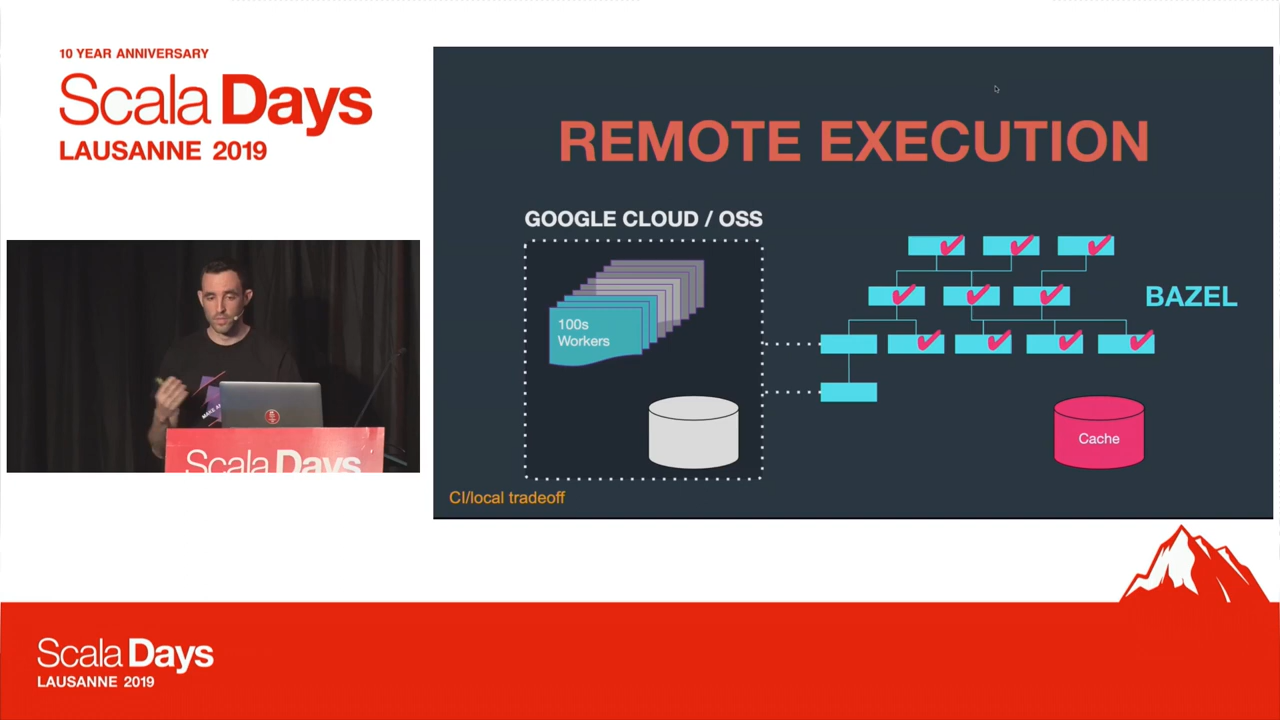 10 YEAR ANNIVERSARY
Scala Days
LAUSANNE 2019
REMOTE EXECUTION
GOOGLE CLOUD / OSS
100s
Workers
BAZEL
Cache
CI/local tradeoff
MAKE
Scala Days
Scala Days
LAUSANNE 2019